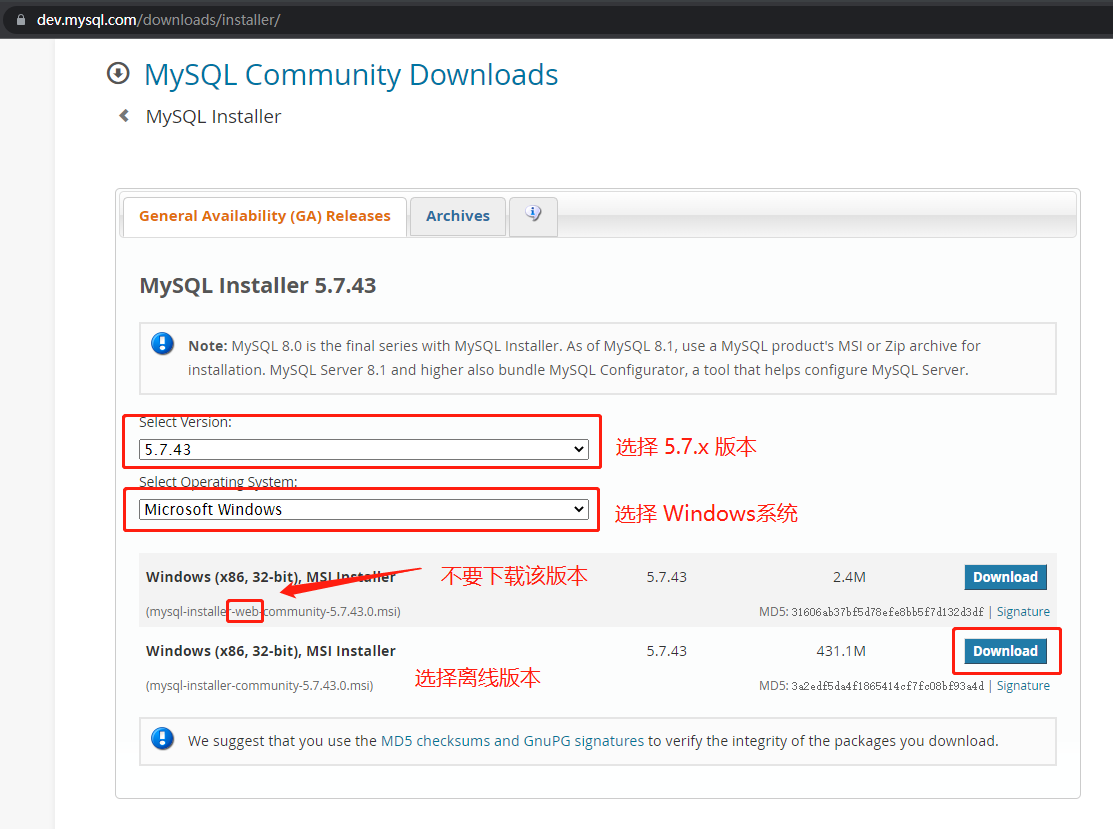 dev.mysql.com/downloads/installer/
MySQL Community Downloads
MySQL Installer
General Availability (GA) Releases
Archives
MySQL Installer 5.7.43
Note: MySQL 8.0 is the final series with MySQL Installer. As of MySQL 8.1, use a MySQL product's MSI or Zip archive for
installation. MySQL Server 8.1 and higher also bundle MySQL Configurator, a tool that helps configure MySQL Server.
Select Version:
5.7.43
选择 5.7.x 版本
Select Operating System:
Microsoft Windows
选择 Windows系统
Windows (x86, 32-bit), MSI Installer
不要下载该版本
5.7.43
2.4M
Download
(mysql-installer-web-community-5.7.43.0.msi)
MD5: 31606ab37bf5d78efe8bb5f7d132d3df | Signature
Windows (x86, 32-bit), MSI Installer
5.7.43
431.1M
Download
选择离线版本
(mysql-installer-community-5.7.43.0.msi)
MD5: 3a2edf5da4f1865414cf7fc08bf93a4d | Signature
We suggest that you use the MD5 checksums and GnuPG signatures to verify the integrity of the packages you download.